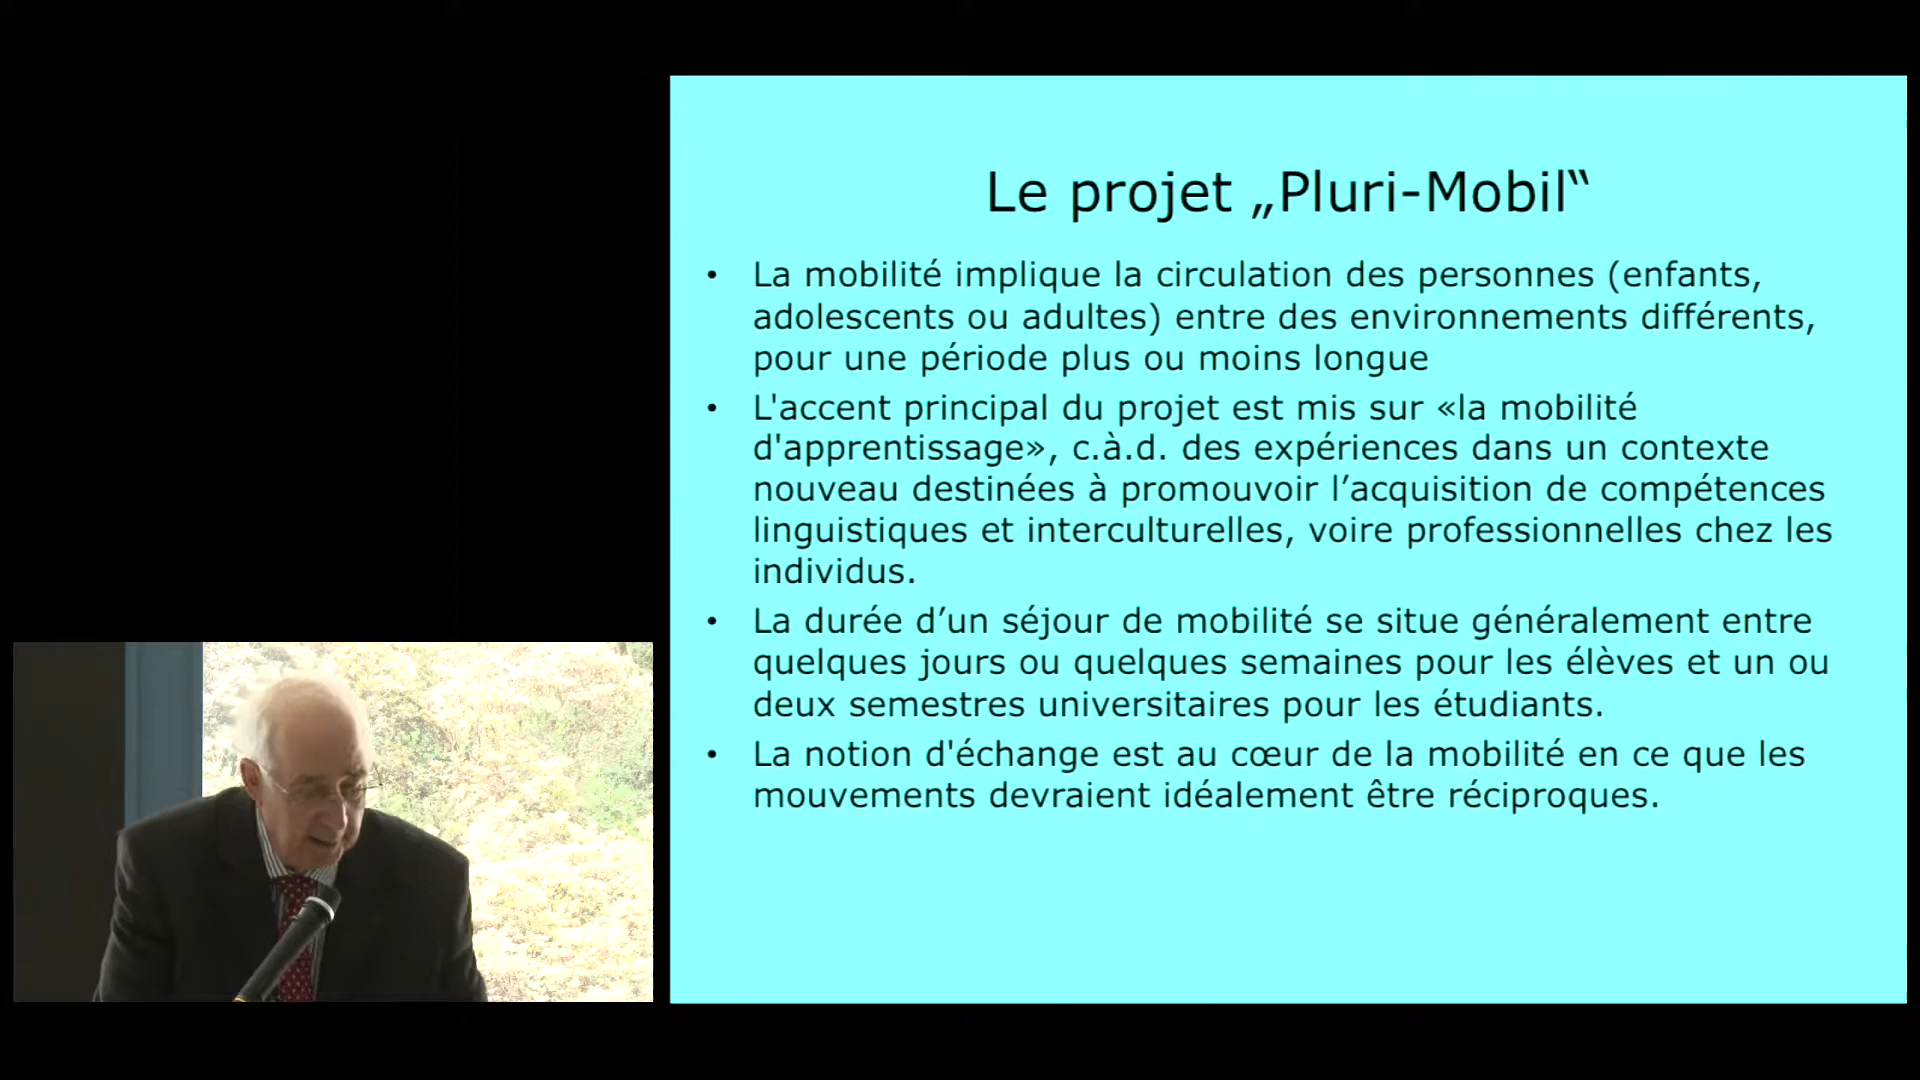 Le projet „Pluri-Mobil“
• La mobilité implique la circulation des personnes (enfants,
adolescents ou adultes) entre des environnements différents,
pour une période plus ou moins longue
• L'accent principal du projet est mis sur «la mobilité
d'apprentissage», c.à.d. des expériences dans un contexte
nouveau destinées à promouvoir l’acquisition de compétences
linguistiques et interculturelles, voire professionnelles chez les
individus.
• La durée d’un séjour de mobilité se situe généralement entre
quelques jours ou quelques semaines pour les élèves et un ou
deux semestres universitaires pour les étudiants.
• La notion d'échange est au cœur de la mobilité en ce que les
mouvements devraient idéalement être réciproques.